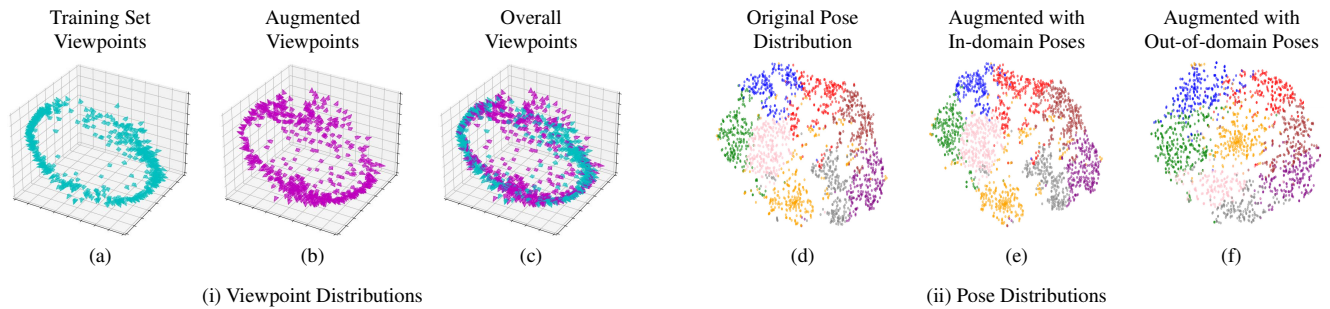 Training Set
Viewpoints
Augmented
Viewpoints
Overall
Viewpoints
Original Pose
Distribution
Augmented with
In-domain Poses
Augmented with
Out-of-domain Poses
(a)
(b)
(c)
(d)
(e)
(f)
(i) Viewpoint Distributions
(ii) Pose Distributions